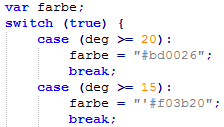 var farbe;
switch (true) {
    case (deg >= 20):
        farbe = "#bd0026";
        break;
    case (deg >= 15):
        farbe = "'#f03b20";
        break;